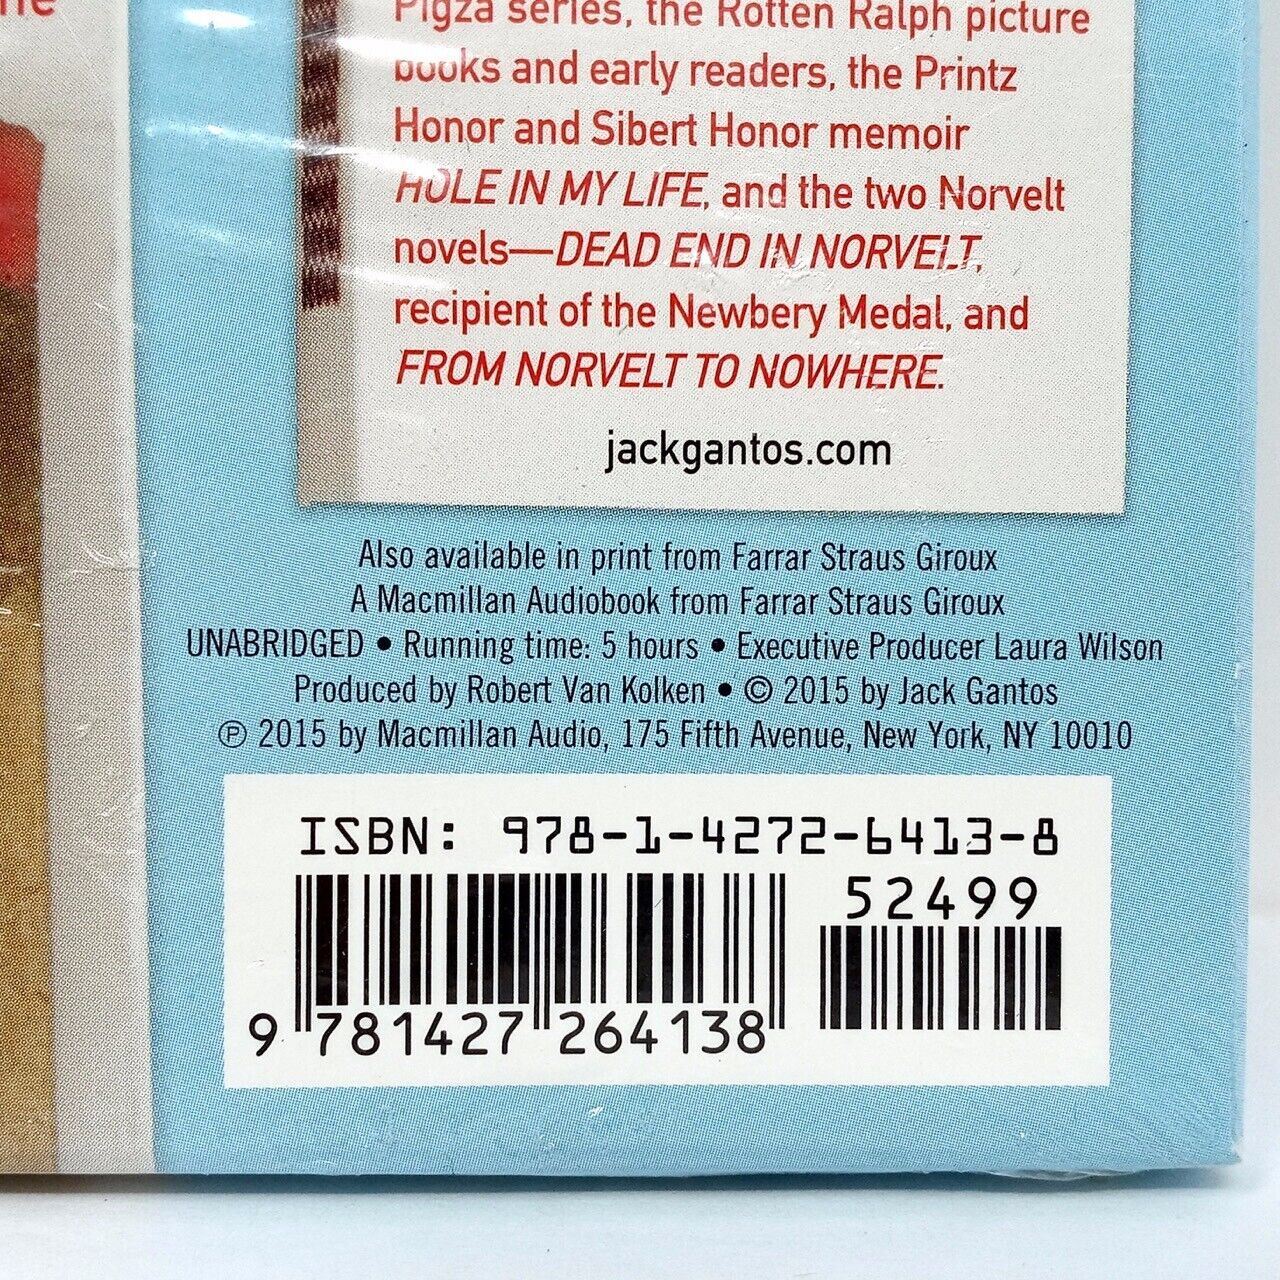 Pigza series, the Rotten Ralph picture
books and early readers, the Printz
Honor and Sibert Honor memoir
HOLE IN MY LIFE, and the two Norvelt
novels—DEAD END IN NORVELT,
recipient of the Newbery Medal, and
FROM NORVELT TO NOWHERE.
jackgantos.com
Also available in print from Farrar Straus Giroux
A Macmillan Audiobook from Farrar Straus Giroux
UNABRIDGED • Running time: 5 hours • Executive Producer Laura Wilson
Produced by Robert Van Kolken • © 2015 by Jack Gantos
℗ 2015 by Macmillan Audio, 175 Fifth Avenue, New York, NY 10010
ISBN: 978-1-4272-6413-8
52499
9 781427 264138